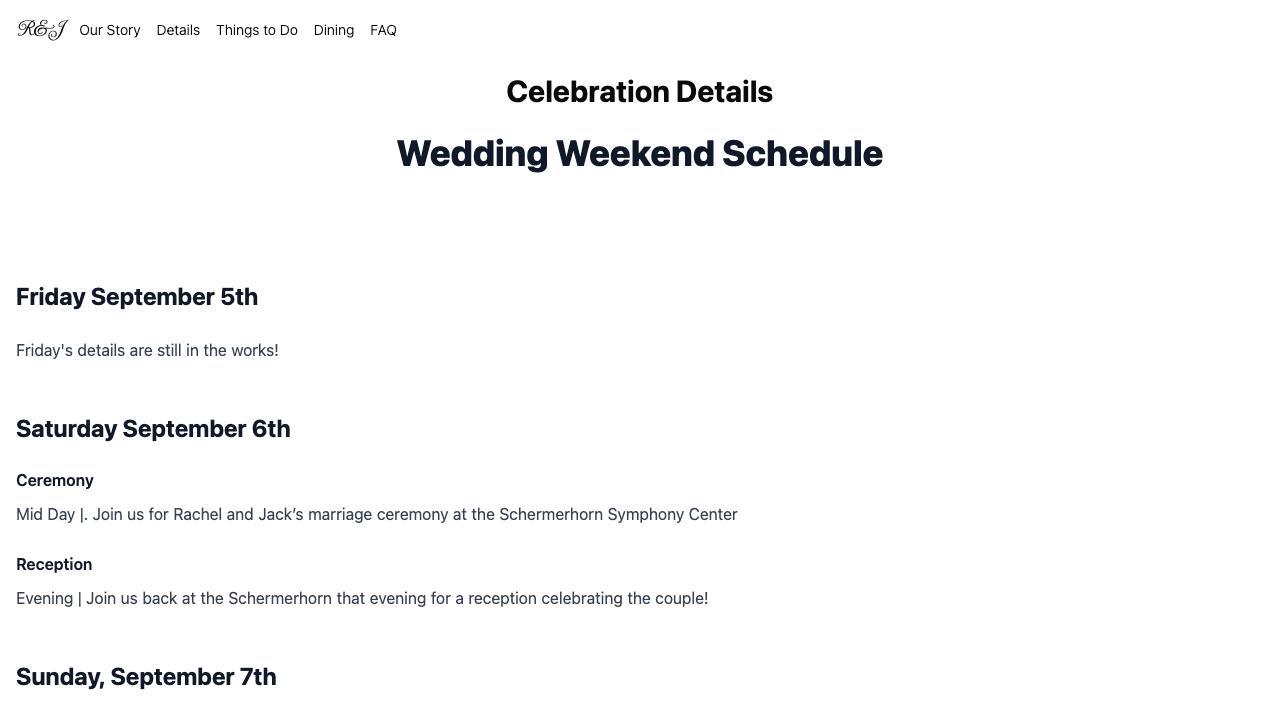 R&J Our Story Details Things to Do Dining FAQ
Celebration Details
Wedding Weekend Schedule
Friday September 5th
Friday's details are still in the works!
Saturday September 6th
Ceremony
Mid Day |. Join us for Rachel and Jack’s marriage ceremony at the Schermerhorn Symphony Center
Reception
Evening | Join us back at the Schermerhorn that evening for a reception celebrating the couple!
Sunday, September 7th